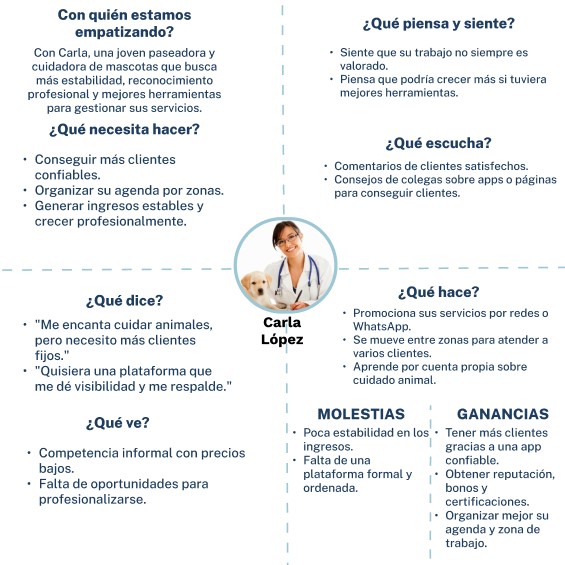 Con quién estamos
empatizando?
Con Carla, una joven paseadora y
cuidadora de mascotas que busca
más estabilidad, reconocimiento
profesional y mejores herramientas
para gestionar sus servicios.
¿Qué necesita hacer?
• Conseguir más clientes
confiables.
• Organizar su agenda por zonas.
• Generar ingresos estables y
crecer profesionalmente.
¿Qué piensa y siente?
• Siente que su trabajo no siempre es
valorado.
• Piensa que podría crecer más si tuviera
mejores herramientas.
¿Qué escucha?
• Comentarios de clientes satisfechos.
• Consejos de colegas sobre apps o páginas
para conseguir clientes.
Carla
López
¿Qué dice?
• "Me encanta cuidar animales,
pero necesito más clientes
fijos."
• "Quisiera una plataforma que
me dé visibilidad y me respalde."
¿Qué ve?
• Competencia informal con precios
bajos.
• Falta de oportunidades para
profesionalizarse.
¿Qué hace?
• Promociona sus servicios por redes o
WhatsApp.
• Se mueve entre zonas para atender a
varios clientes.
• Aprende por cuenta propia sobre
cuidado animal.
MOLESTIAS
• Poca estabilidad en los
ingresos.
• Falta de una
plataforma formal y
ordenada.
GANANCIAS
• Tener más clientes
gracias a una app
confiable.
• Obtener reputación,
bonos y
certificaciones.
• Organizar mejor su
agenda y zona de
trabajo.